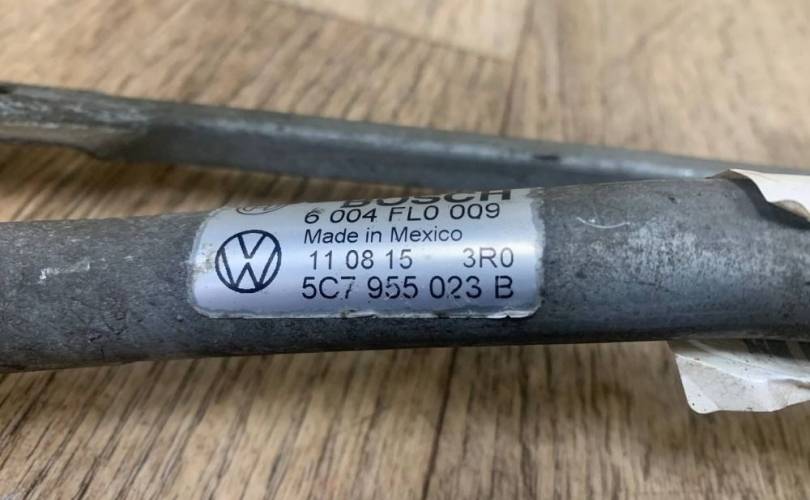 BOSCH
6 004 FL0 009
Made in Mexico
11 08 15 3R0
5C7 955 023 B